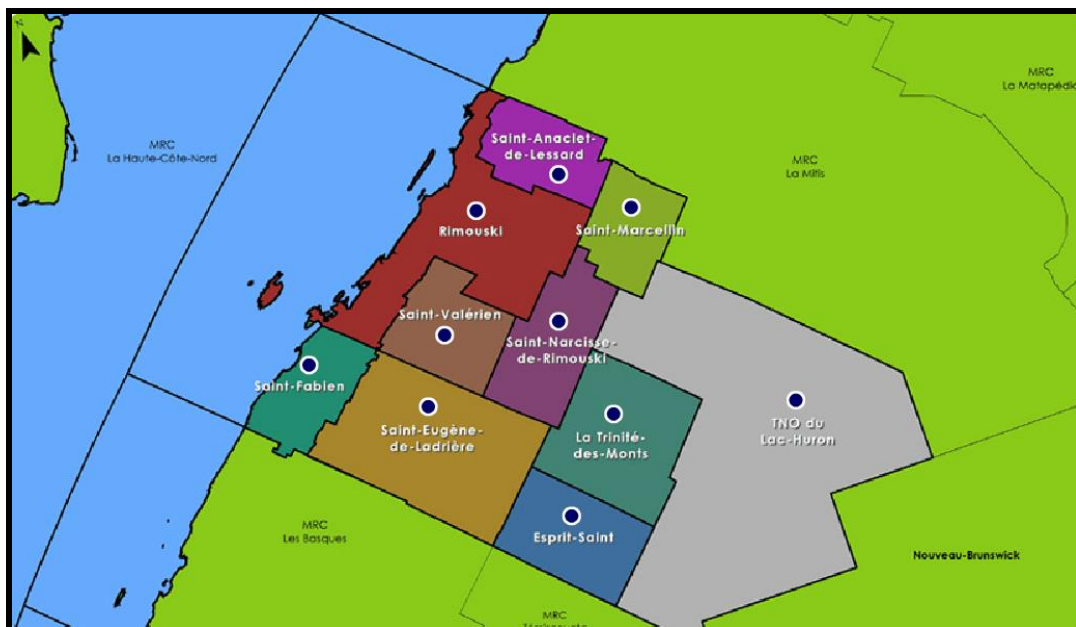 N
MRC
La Matapédia
MRC
La Haute-Côte-Nord
Saint-Anaclet-
de-Lessard
MRC
La Mitis
Rimouski
Saint-Marcellin
Saint-Valérien
Saint-Narcisse-
de-Rimouski
Saint-Fabien
TNO du
Lac-Huron
Saint-Eugène-
de-Ladrière
La Trinité-
des-Monts
MRC
Les Basques
Esprit-Saint
Nouveau-Brunswick
MRC